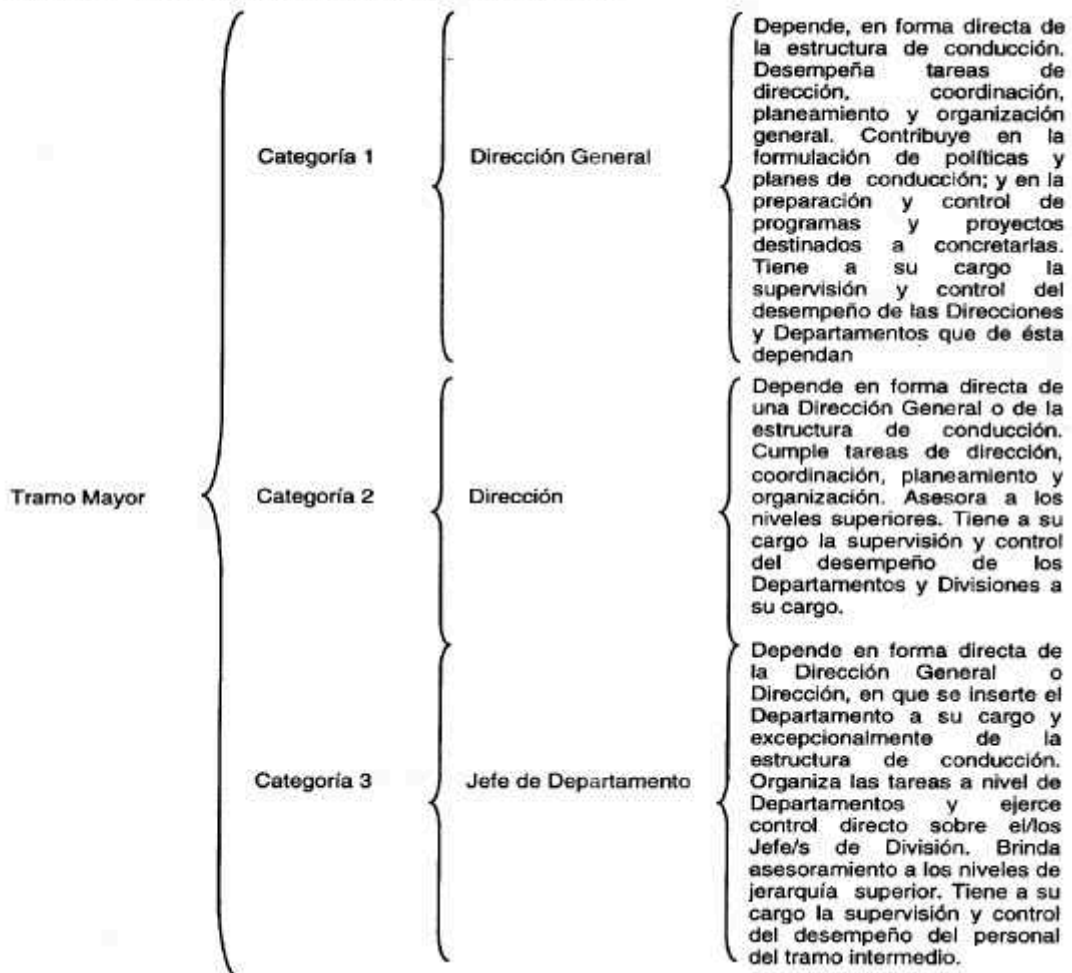 Tramo Mayor
Categoría 1
Dirección General
Depende, en forma directa de
la estructura de conducción.
Desempeña tareas de
dirección, coordinación,
planeamiento y organización
general. Contribuye en la
formulación de políticas y
planes de conducción; y en la
preparación y control de
programas y proyectos
destinados a concretarlas.
Tiene a su cargo la
supervisión y control del
desempeño de las Direcciones
y Departamentos que de ésta
dependan
Categoría 2
Dirección
Depende en forma directa de
una Dirección General o de la
estructura de conducción.
Cumple tareas de dirección,
coordinación, planeamiento y
organización. Asesora a los
niveles superiores. Tiene a su
cargo la supervisión y control
del desempeño de los
Departamentos y Divisiones a
su cargo.
Categoría 3
Jefe de Departamento
Depende en forma directa de
la Dirección General o
Dirección, en que se inserte el
Departamento a su cargo y
excepcionalmente de la
estructura de conducción.
Organiza las tareas a nivel de
Departamentos y ejerce
control directo sobre el/los
Jefe/s de División. Brinda
asesoramiento a los niveles de
jerarquía superior. Tiene a su
cargo la supervisión y control
del desempeño del personal
del tramo intermedio.